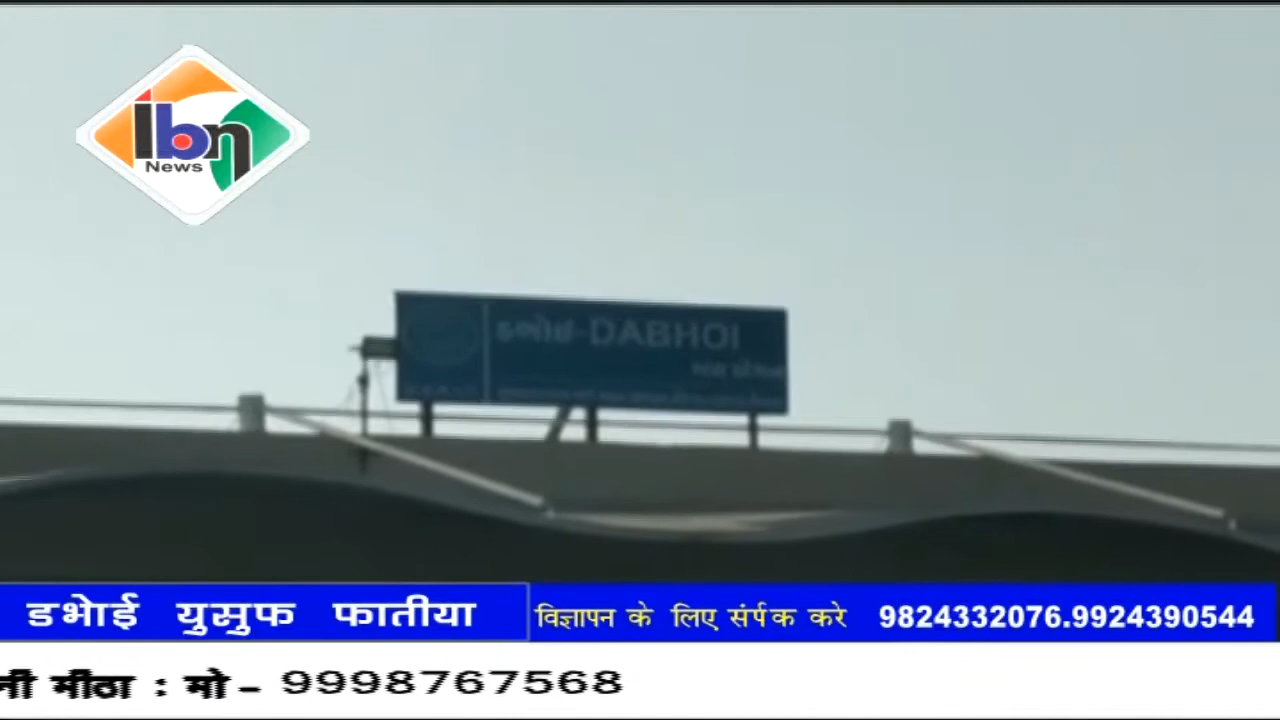 Ibn
News
ડભોઇ-DABHOI
डभेाई युसुफ फातीया
विज्ञापन के लिए संर्पक करे 9824332076.9924390544
मीठा : मो- 9998767568